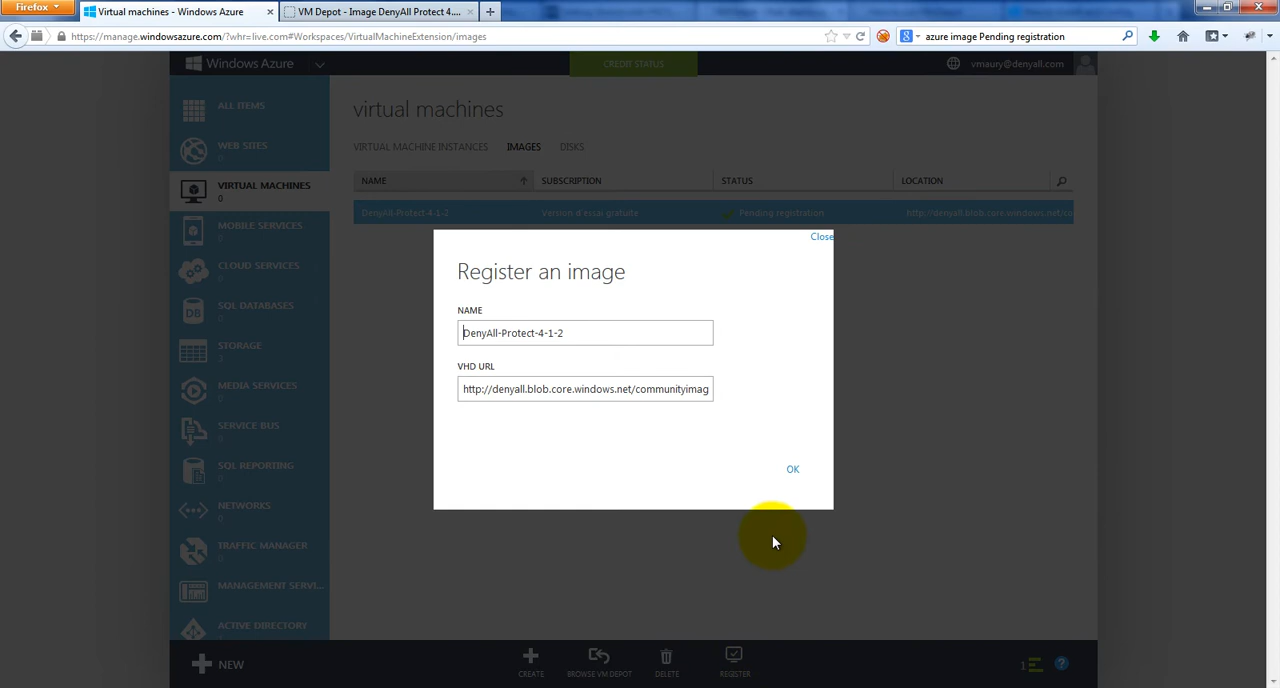 Firefox
Virtual machines - Windows Azure
VM Depot - Image DenyAll Protect 4....
https://manage.windowsazure.com/?whr=live.com#Workspaces/VirtualMachineExtension/images
azure image Pending registration
Windows Azure
CREDIT STATUS
vmaury@denyall.com
ALL ITEMS
WEB SITES
0
VIRTUAL MACHINES
0
MOBILE SERVICES
0
CLOUD SERVICES
0
SQL DATABASES
0
STORAGE
MEDIA SERVICES
0
SERVICE BUS
0
SQL REPORTING
0
NETWORKS
0
TRAFFIC MANAGER
0
MANAGEMENT SERVI...
ACTIVE DIRECTORY
NEW
virtual machines
VIRTUAL MACHINE INSTANCES IMAGES DISKS
NAME SUBSCRIPTION STATUS LOCATION
DenyAll-Protect-4-1-2 Version d'essai gratuite Pending registration http://denyall.blob.core.windows.net/co
Close
Register an image
NAME
DenyAll-Protect-4-1-2
VHD URL
http://denyall.blob.core.windows.net/communityimag
OK
CREATE BROWSE VM DEPOT DELETE REGISTER
1
?